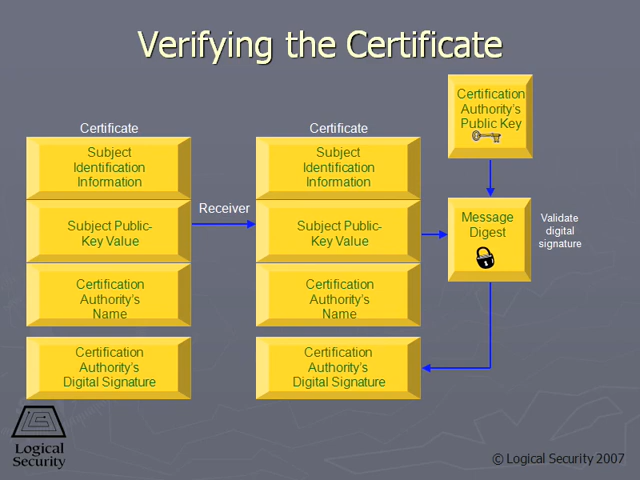 Verifying the Certificate
Certification
Authority's
Public Key
Certificate
Subject
Identification
Information
Subject Public-
Key Value
Certification
Authority's
Name
Certification
Authority's
Digital Signature
Receiver
Certificate
Subject
Identification
Information
Subject Public-
Key Value
Certification
Authority's
Name
Certification
Authority's
Digital Signature
Message
Digest
Validate
digital
signature
Logical
Security
© Logical Security 2007